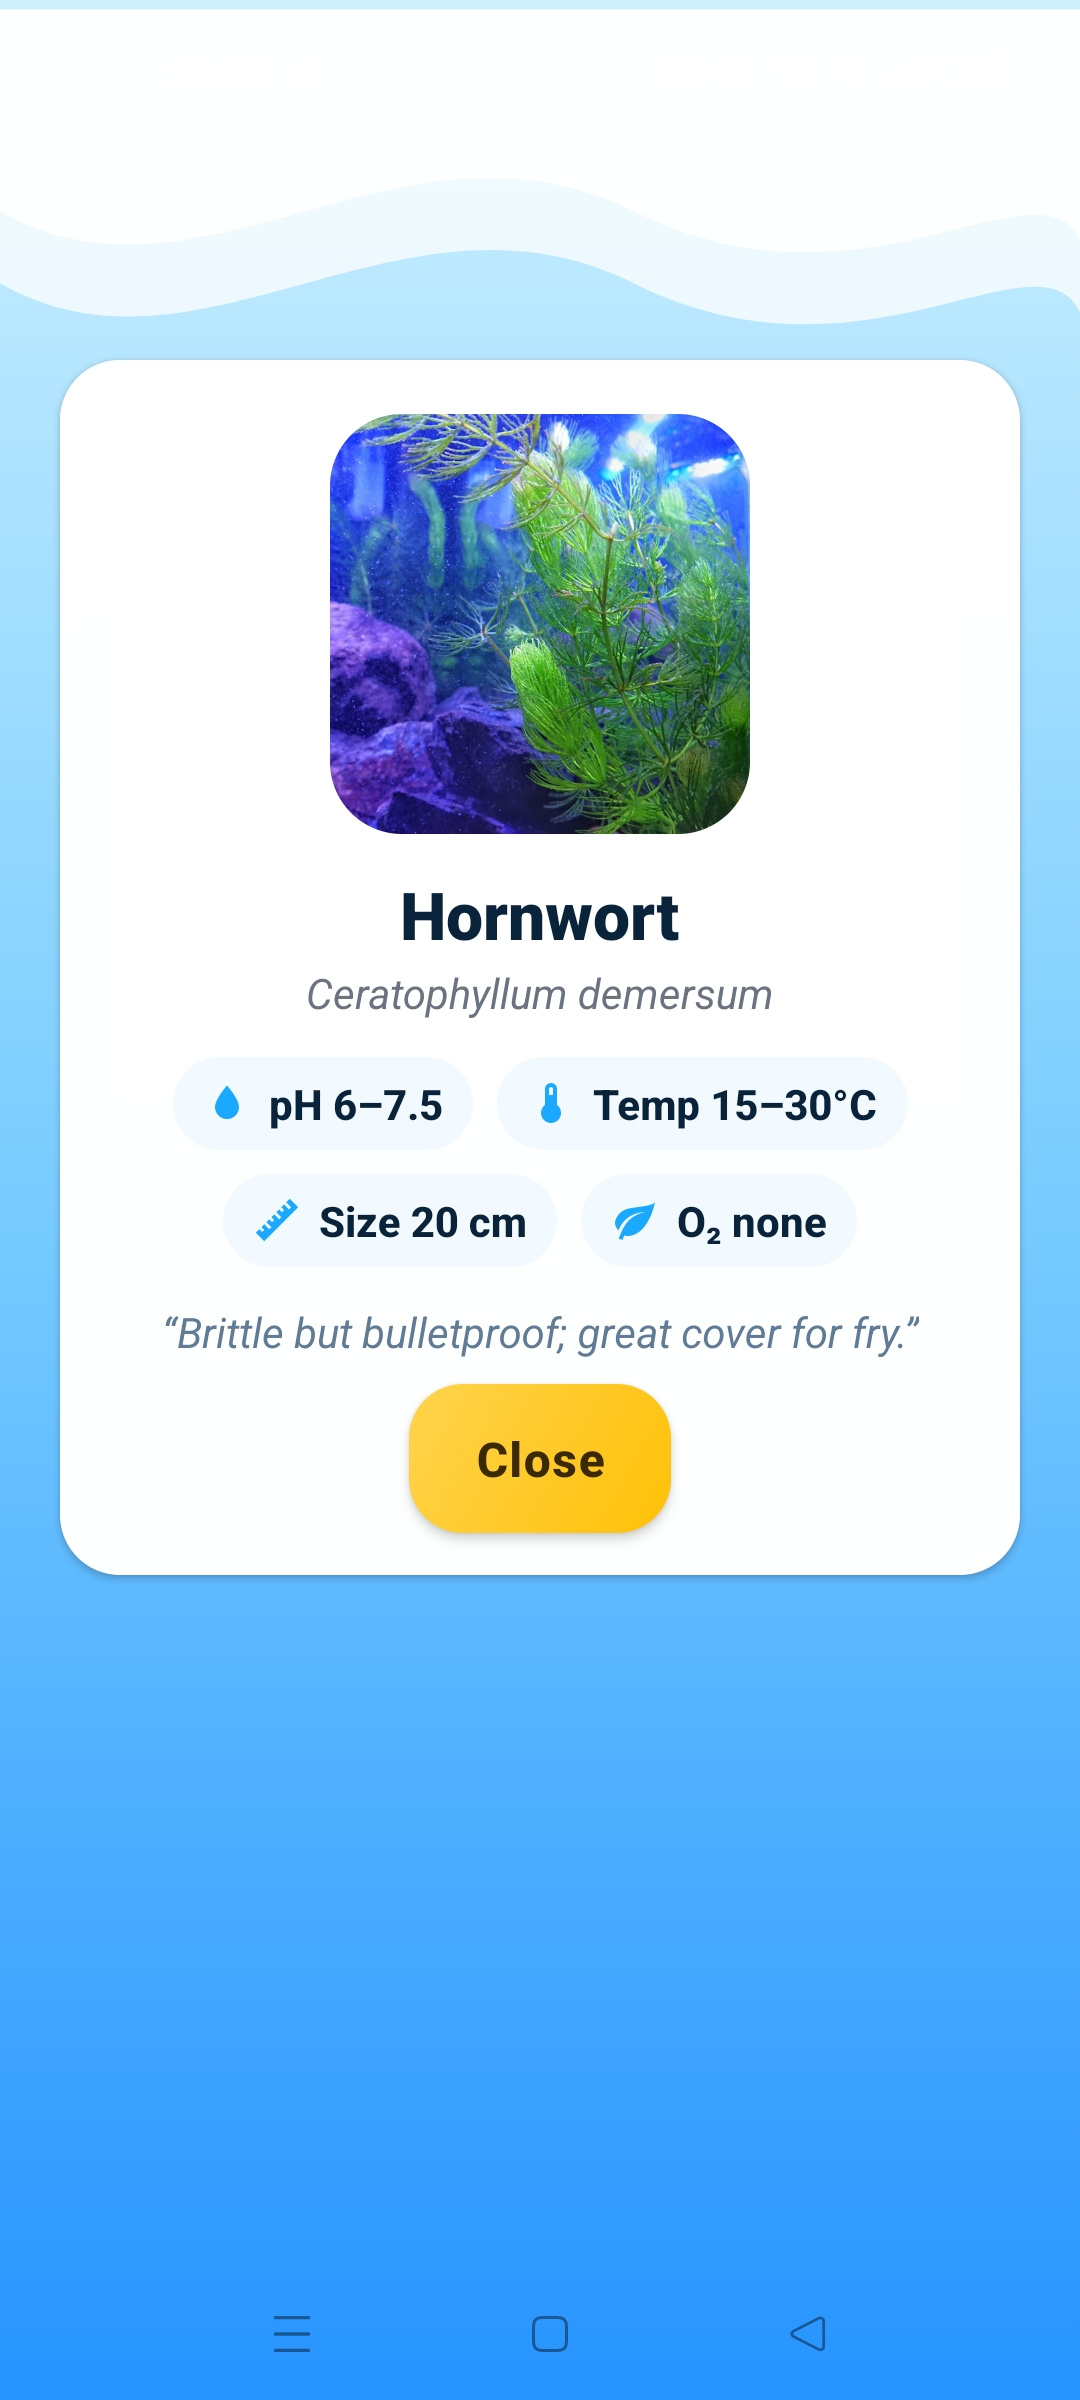 Hornwort
Ceratophyllum demersum
pH 6–7.5
Temp 15–30°C
Size 20 cm
O₂ none
“Brittle but bulletproof; great cover for fry.”
Close